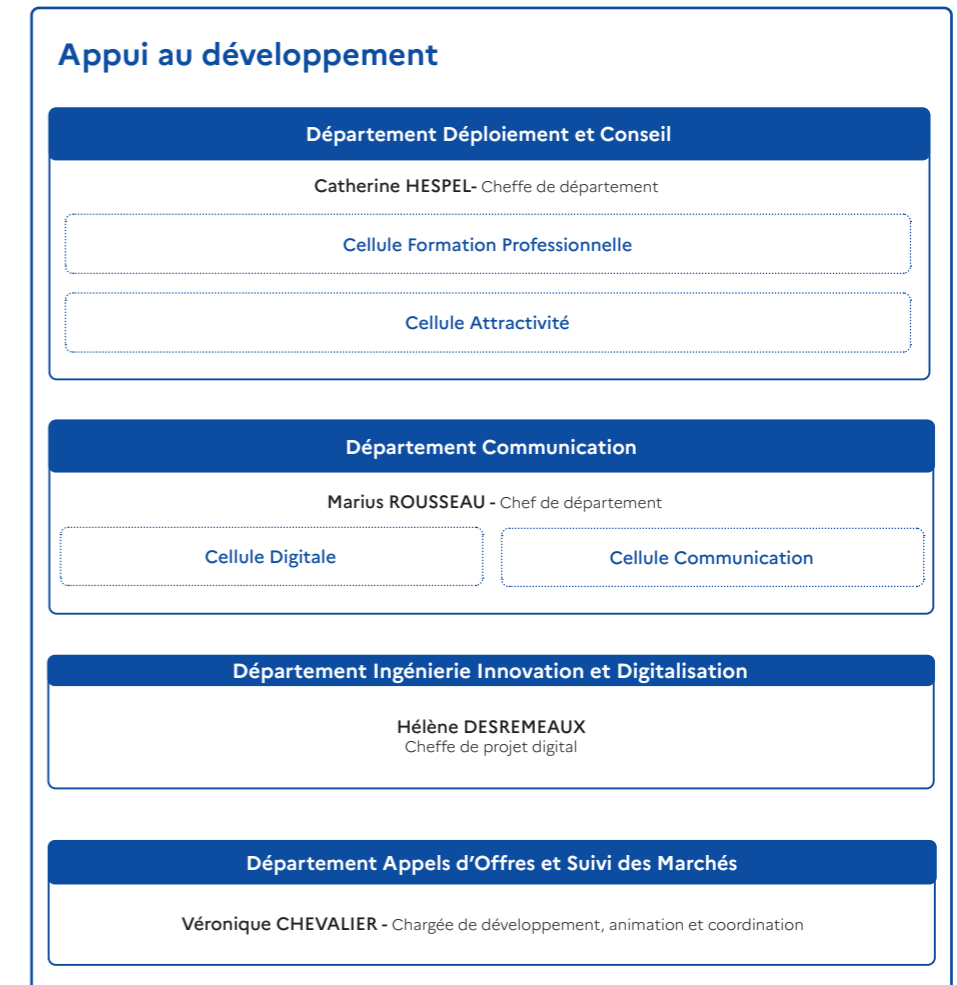 Appui au développement
Département Déploiement et Conseil
Catherine HESPEL- Cheffe de département
Cellule Formation Professionnelle
Cellule Attractivité
Département Communication
Marius ROUSSEAU - Chef de département
Cellule Digitale
Cellule Communication
Département Ingénierie Innovation et Digitalisation
Hélène DESREMEAUX
Cheffe de projet digital
Département Appels d’Offres et Suivi des Marchés
Véronique CHEVALIER - Chargée de développement, animation et coordination